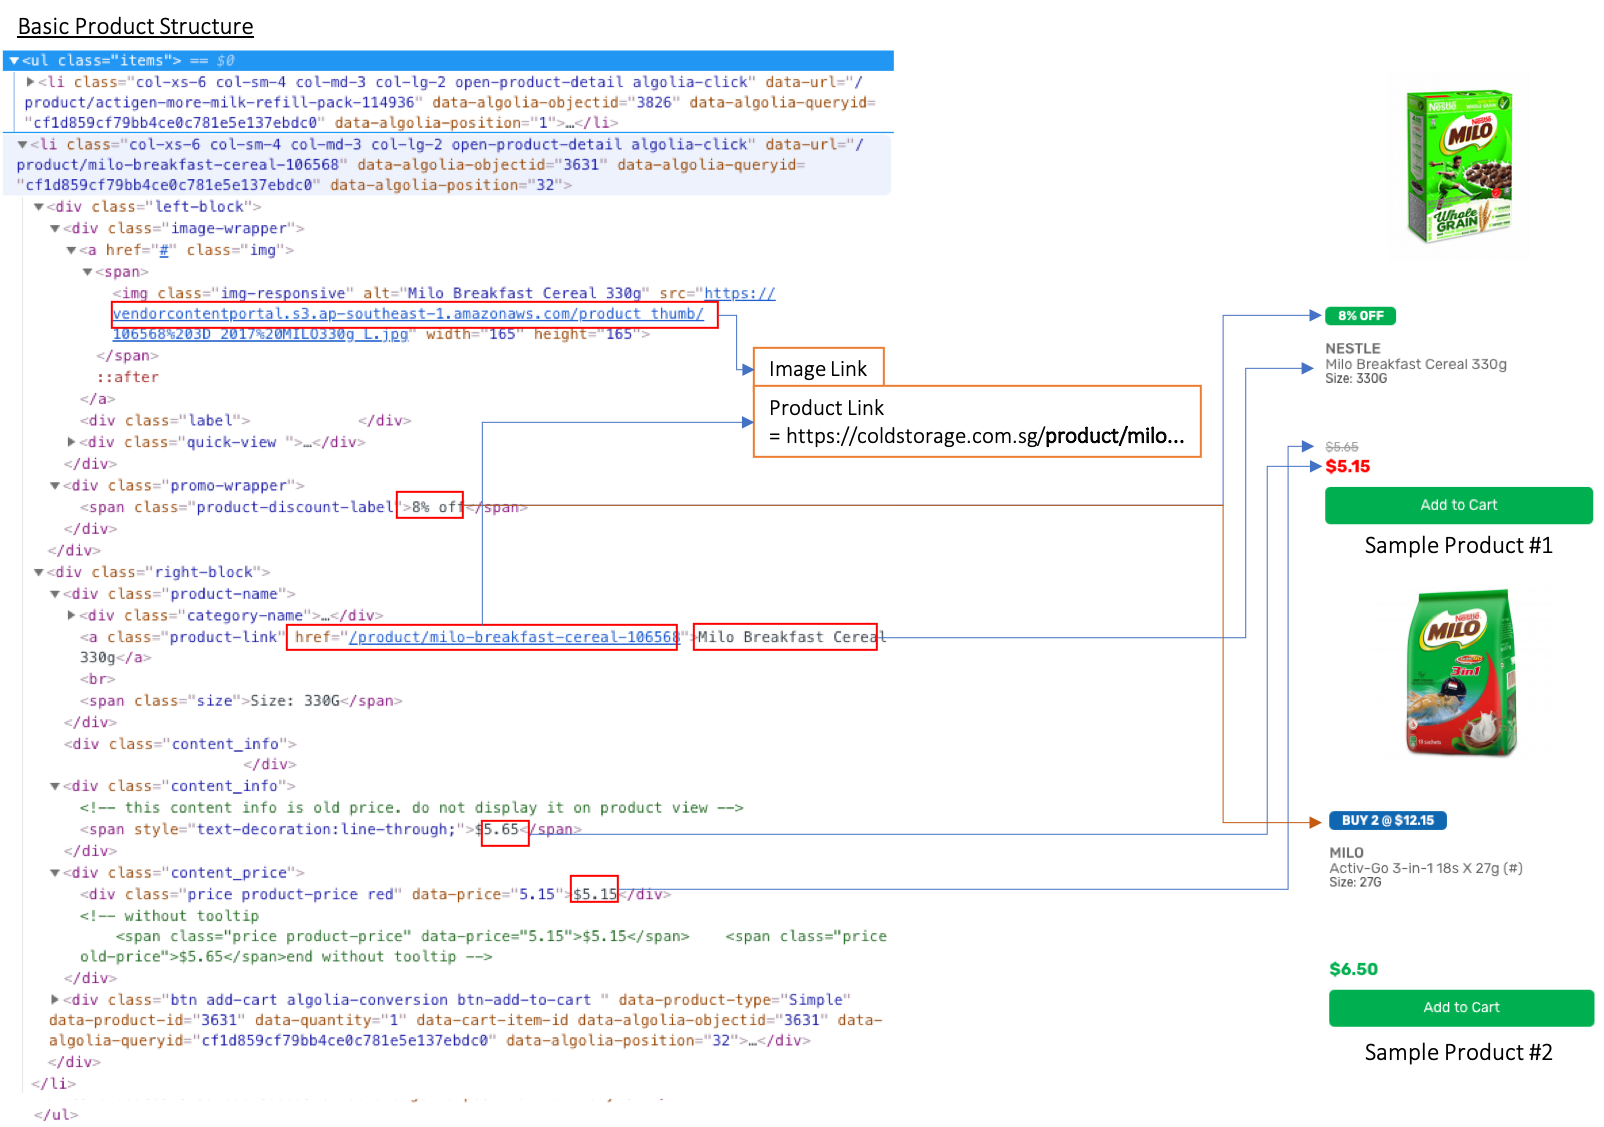 Basic Product Structure
▼<ul class="items"> == $0
▶<li class="col-xs-6 col-sm-4 col-md-3 col-lg-2 open-product-detail algolia-click" data-url="/
product/actigen-more-milk-refill-pack-114936" data-algolia-objectid="3826" data-algolia-queryid=
"cf1d859cf79bb4ce0c781e5e137ebdc0" data-algolia-position="1">…</li>
▼<li class="col-xs-6 col-sm-4 col-md-3 col-lg-2 open-product-detail algolia-click" data-url="/
product/milo-breakfast-cereal-106568" data-algolia-objectid="3631" data-algolia-queryid=
"cf1d859cf79bb4ce0c781e5e137ebdc0" data-algolia-position="32">
▼<div class="left-block">
▼<div class="image-wrapper">
▼<a href="#" class="img">
▼<span>
<img class="img-responsive" alt="Milo Breakfast Cereal 330g" src="https://
vendorcontentportal.s3.ap-southeast-1.amazonaws.com/product_thumb/
106568%203D_2017%20MILO330g_L.jpg" width="165" height="165">
</span>
::after
</a>
<div class="label"> </div>
▶<div class="quick-view ">…</div>
</div>
▼<div class="promo-wrapper">
<span class="product-discount-label">8% off</span>
</div>
</div>
▼<div class="right-block">
▼<div class="product-name">
▶<div class="category-name">…</div>
<a class="product-link" href="/product/milo-breakfast-cereal-106568">Milo Breakfast Cereal
330g</a>
<br>
<span class="size">Size: 330G</span>
</div>
<div class="content_info">
</div>
▼<div class="content_info">
<!-- this content info is old price. do not display it on product view -->
<span style="text-decoration:line-through;">$5.65</span>
</div>
▼<div class="content_price">
<div class="price product-price red" data-price="5.15">$5.15</div>
<!-- without tooltip
<span class="price product-price" data-price="5.15">$5.15</span> <span class="price
old-price">$5.65</span>end without tooltip -->
</div>
▶<div class="btn add-cart algolia-conversion btn-add-to-cart " data-product-type="Simple"
data-product-id="3631" data-quantity="1" data-cart-item-id data-algolia-objectid="3631" data-
algolia-queryid="cf1d859cf79bb4ce0c781e5e137ebdc0" data-algolia-position="32">…</div>
</div>
</li>
</ul>
Image Link
Product Link
= https://coldstorage.com.sg/product/milo...
Nestle
MILO
Whole
GRAIN
8% OFF
NESTLE
Milo Breakfast Cereal 330g
Size: 330G
$5.65
$5.15
Add to Cart
Sample Product #1
Nestle
MILO
3in1
18 sachets
BUY 2 @ $12.15
MILO
Activ-Go 3-in-1 18s X 27g (#)
Size: 27G
$6.50
Add to Cart
Sample Product #2